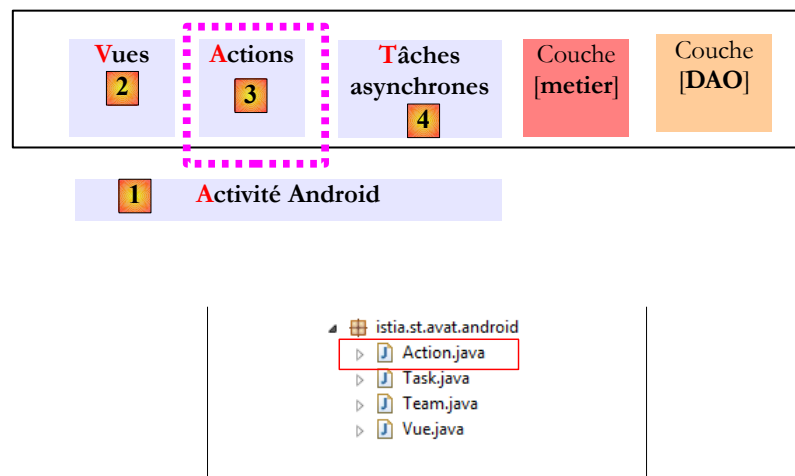 Vues
2
Actions
3
Tâches
asynchrones
4
Couche
[metier]
Couche
[DAO]
1 Activité Android
istia.st.avat.android
Action.java
Task.java
Team.java
Vue.java